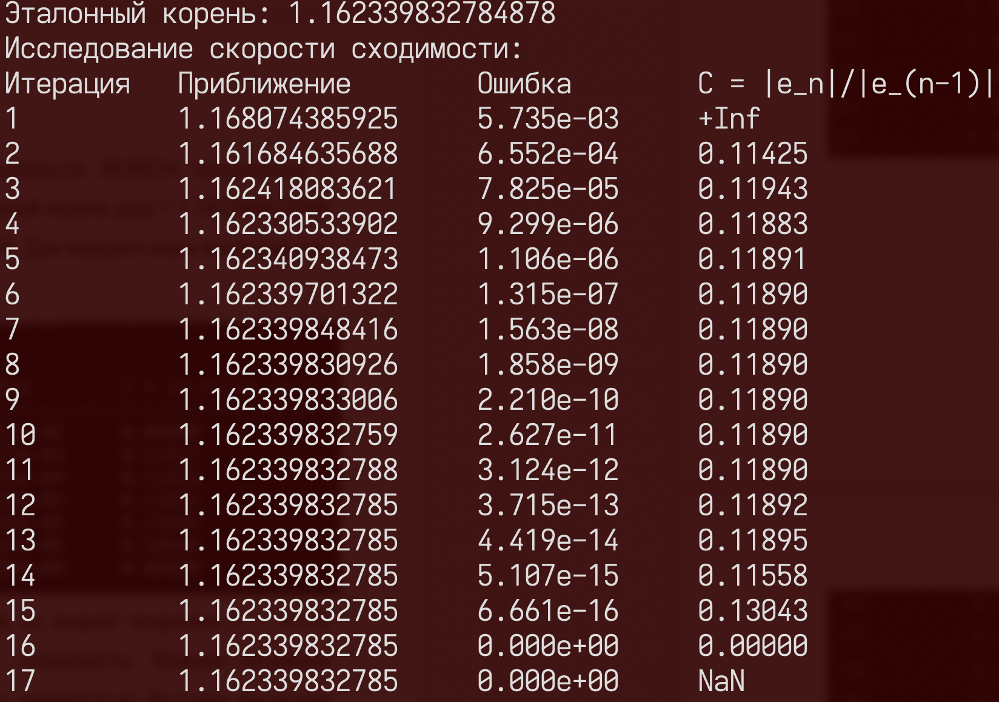 Эталонный корень: 1.162339832784878
Исследование скорости сходимости:
Итерация Приближение Ошибка C = |e_n|/|e_(n-1)|
1 1.168074385925 5.735e-03 +Inf
2 1.161684635688 6.552e-04 0.11425
3 1.162418083621 7.825e-05 0.11943
4 1.162330533902 9.299e-06 0.11883
5 1.162340938473 1.106e-06 0.11891
6 1.162339701322 1.315e-07 0.11890
7 1.162339848416 1.563e-08 0.11890
8 1.162339830926 1.858e-09 0.11890
9 1.162339833006 2.210e-10 0.11890
10 1.162339832759 2.627e-11 0.11890
11 1.162339832788 3.124e-12 0.11890
12 1.162339832785 3.715e-13 0.11892
13 1.162339832785 4.419e-14 0.11895
14 1.162339832785 5.107e-15 0.11558
15 1.162339832785 6.661e-16 0.13043
16 1.162339832785 0.000e+00 0.00000
17 1.162339832785 0.000e+00 NaN